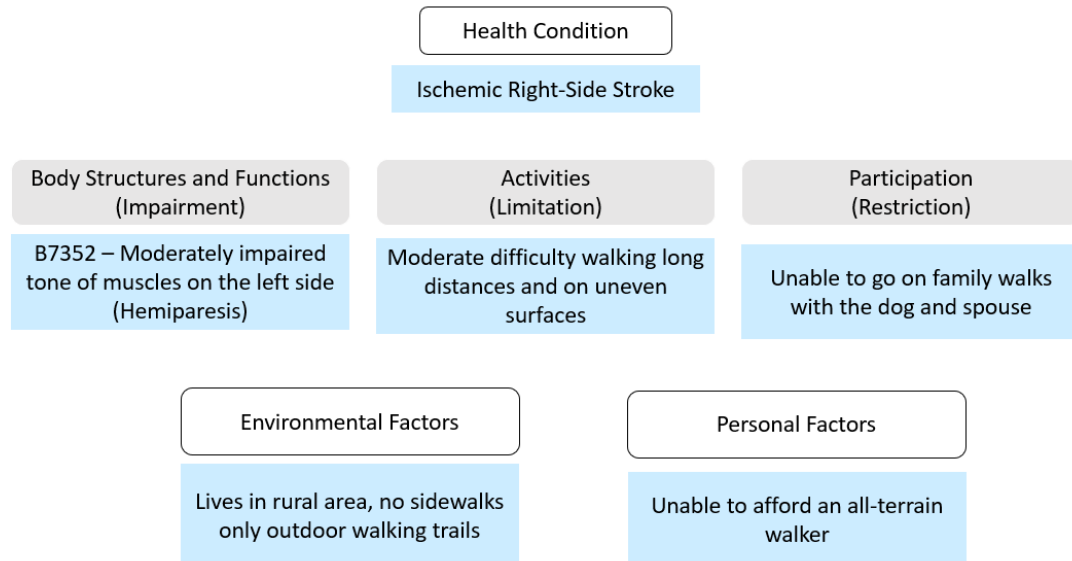 Health Condition
Ischemic Right-Side Stroke
Body Structures and Functions
(Impairment)
B7352 – Moderately impaired
tone of muscles on the left side
(Hemiparesis)
Activities
(Limitation)
Moderate difficulty walking long
distances and on uneven
surfaces
Participation
(Restriction)
Unable to go on family walks
with the dog and spouse
Environmental Factors
Lives in rural area, no sidewalks
only outdoor walking trails
Personal Factors
Unable to afford an all-terrain
walker